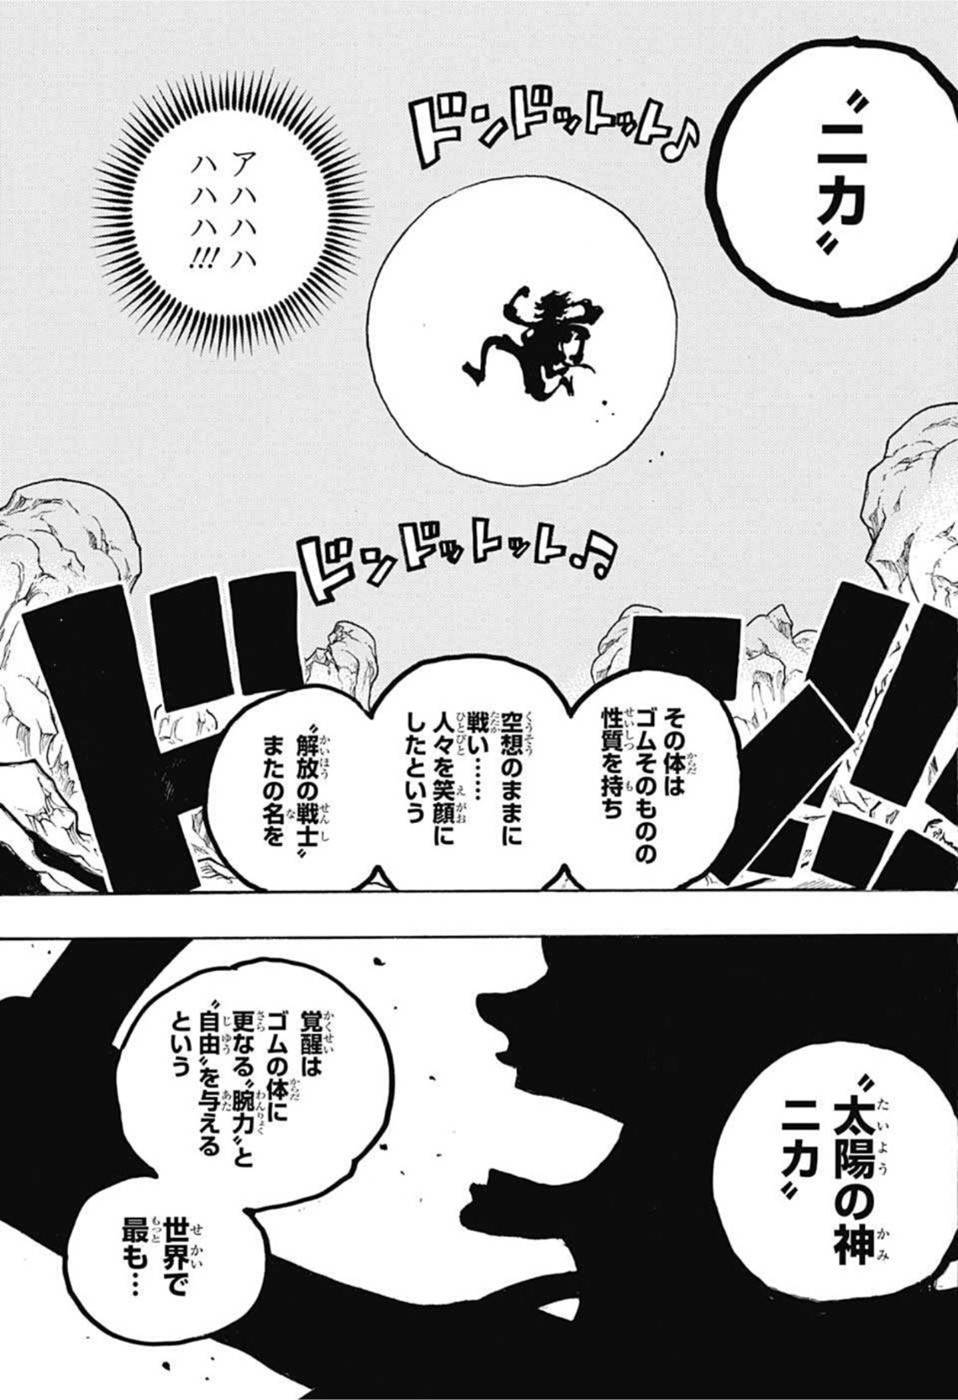 〝ニカ〟
ドンドットット♪
アハハハ
ハハハハ!!!
ドンドットット♫
その体は
ゴムそのものの
性質を持ち
空想のままに
戦い……
人々を笑顔に
したという
〝解放の戦士〟
またの名を
ド!!
〝太陽の神
ニカ〟
覚醒は
ゴムの体に
更なる〝腕力〟と
〝自由〟を与える
という
世界で
最も…